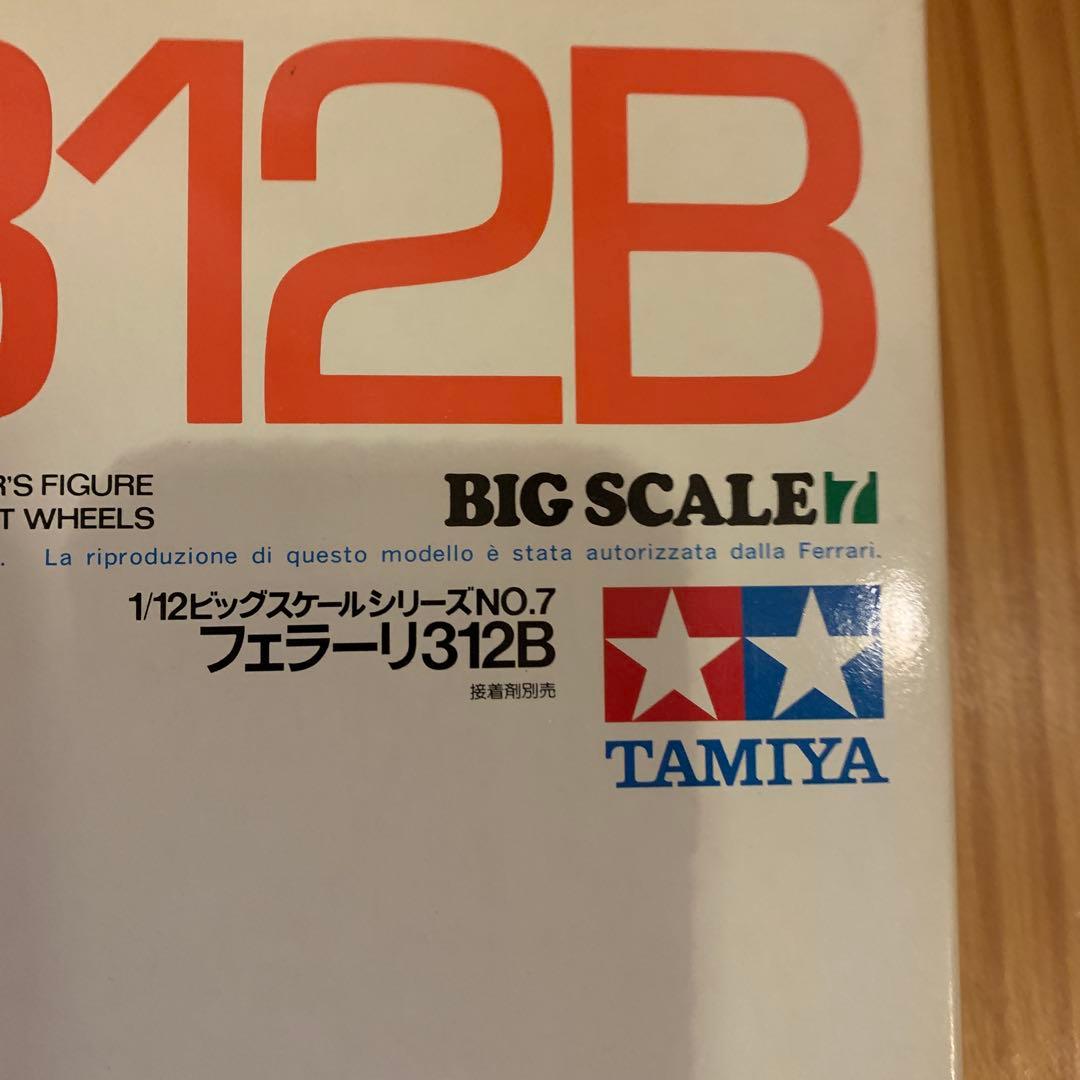 312B
R'S FIGURE
T WHEELS
BIG SCALE 7
. La riproduzione di questo modello è stata autorizzata dalla Ferrari.
1/12ビッグスケールシリーズNO.7
フェラーリ312B
接着剤別売
TAMIYA